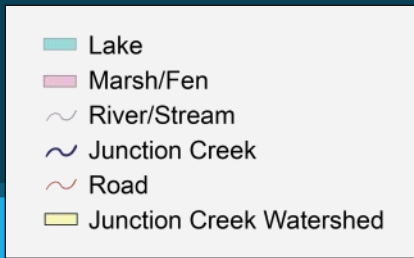 Lake
Marsh/Fen
River/Stream
Junction Creek
Road
Junction Creek Watershed